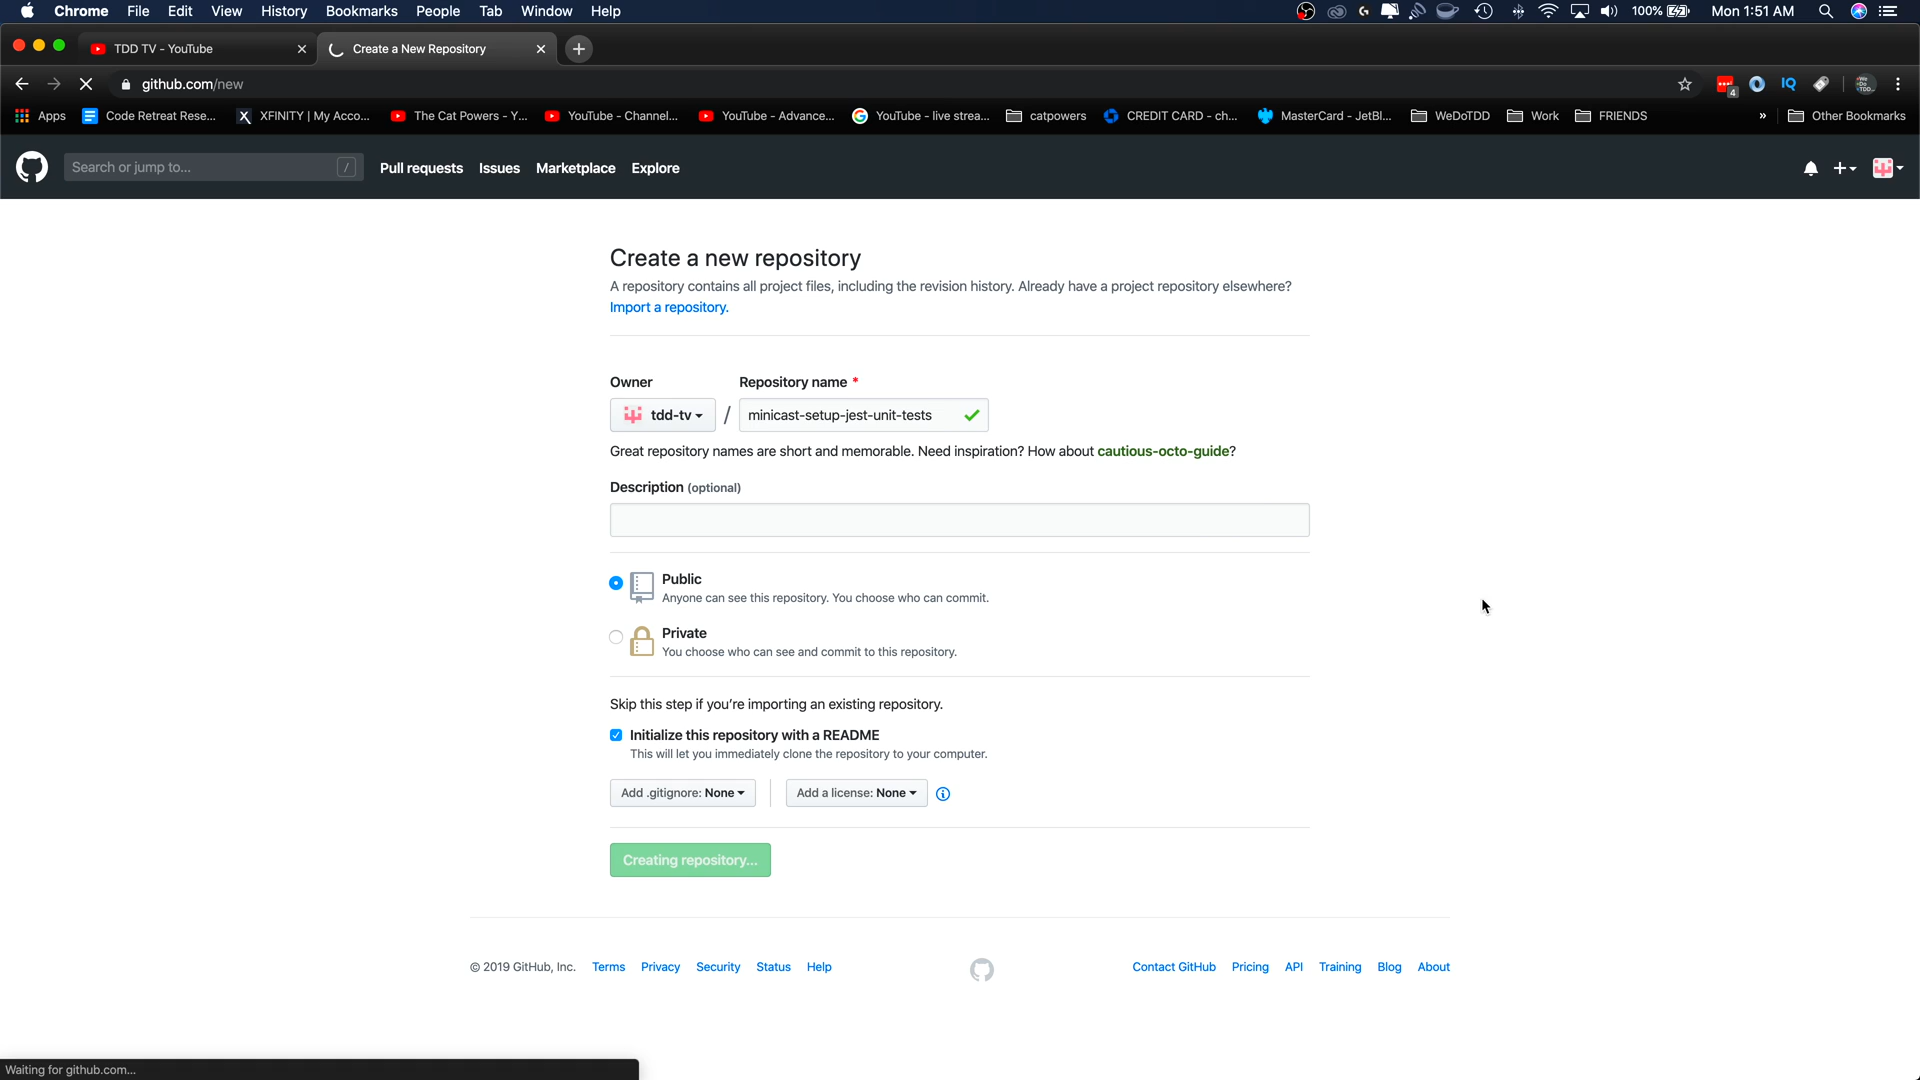 Chrome File Edit View History Bookmarks People Tab Window Help 100% Mon 1:51 AM
TDD TV - YouTube Create a New Repository
github.com/new 4 IQ
Apps Code Retreat Rese... XFINITY | My Acco... The Cat Powers - Y... YouTube - Channel... YouTube - Advance... YouTube - live strea... catpowers CREDIT CARD - ch... MasterCard - JetBl... WeDoTDD Work FRIENDS » Other Bookmarks
Search or jump to... / Pull requests Issues Marketplace Explore
Create a new repository
A repository contains all project files, including the revision history. Already have a project repository elsewhere?
Import a repository.
Owner Repository name *
tdd-tv / minicast-setup-jest-unit-tests
Great repository names are short and memorable. Need inspiration? How about cautious-octo-guide?
Description (optional)
Public
Anyone can see this repository. You choose who can commit.
Private
You choose who can see and commit to this repository.
Skip this step if you're importing an existing repository.
Initialize this repository with a README
This will let you immediately clone the repository to your computer.
Add .gitignore: None Add a license: None
Creating repository...
© 2019 GitHub, Inc. Terms Privacy Security Status Help Contact GitHub Pricing API Training Blog About
Waiting for github.com...